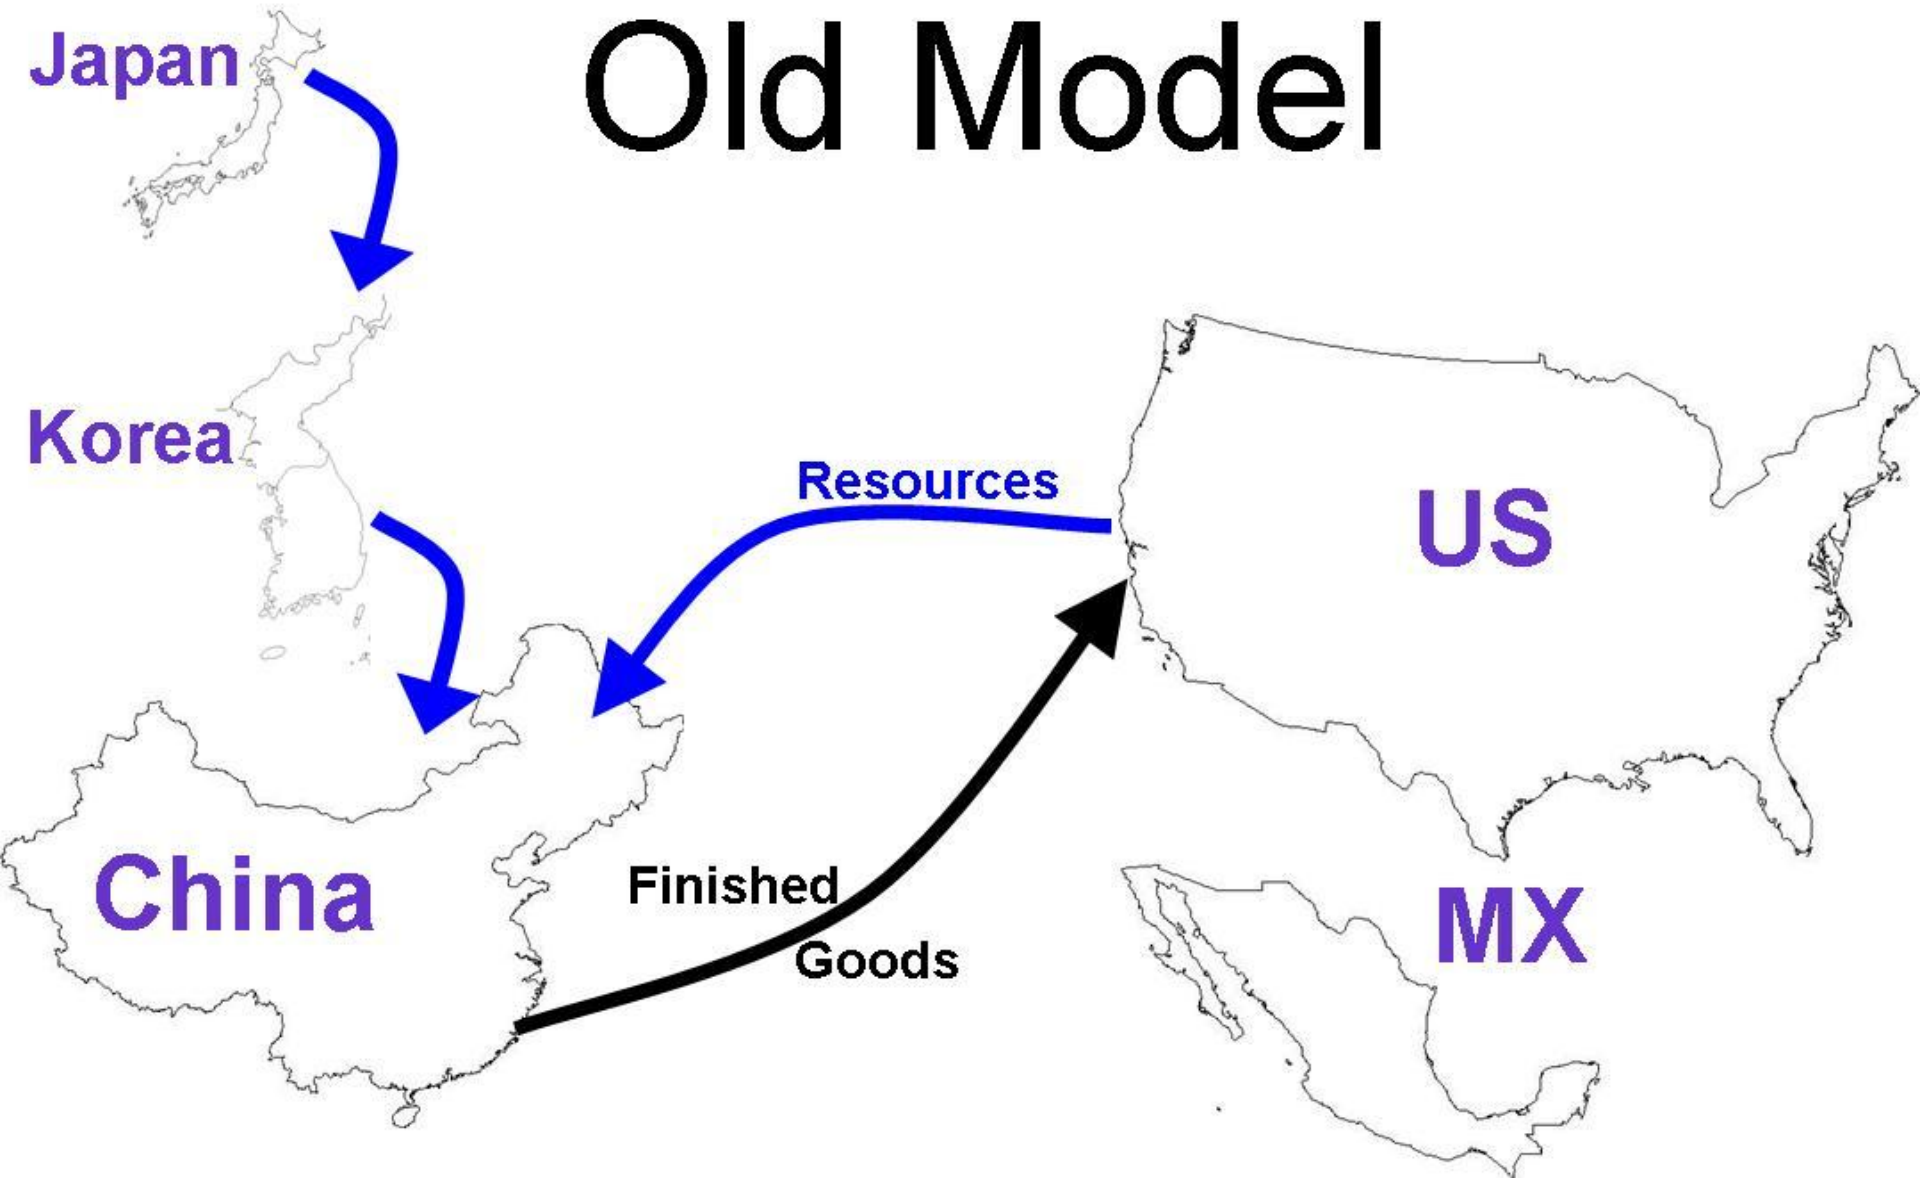 Old Model
Japan
Korea
Resources
US
China
Finished
Goods
MX